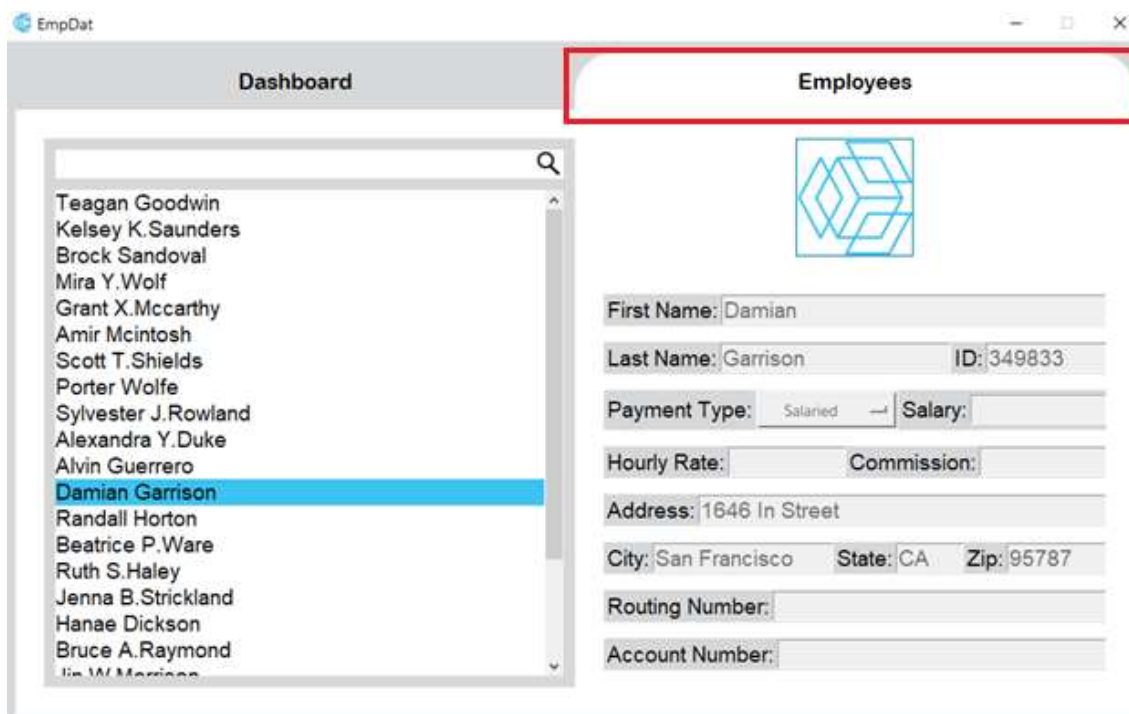 EmpDat
Dashboard
Employees
Teagan Goodwin
Kelsey K.Saunders
Brock Sandoval
Mira Y.Wolf
Grant X.Mccarthy
Amir Mcintosh
Scott T.Shields
Porter Wolfe
Sylvester J.Rowland
Alexandra Y.Duke
Alvin Guerrero
Damian Garrison
Randall Horton
Beatrice P.Ware
Ruth S.Haley
Jenna B.Strickland
Hanae Dickson
Bruce A.Raymond
First Name: Damian
Last Name: Garrison ID: 349833
Payment Type: Salaried Salary:
Hourly Rate: Commission:
Address: 1646 In Street
City: San Francisco State: CA Zip: 95787
Routing Number:
Account Number: